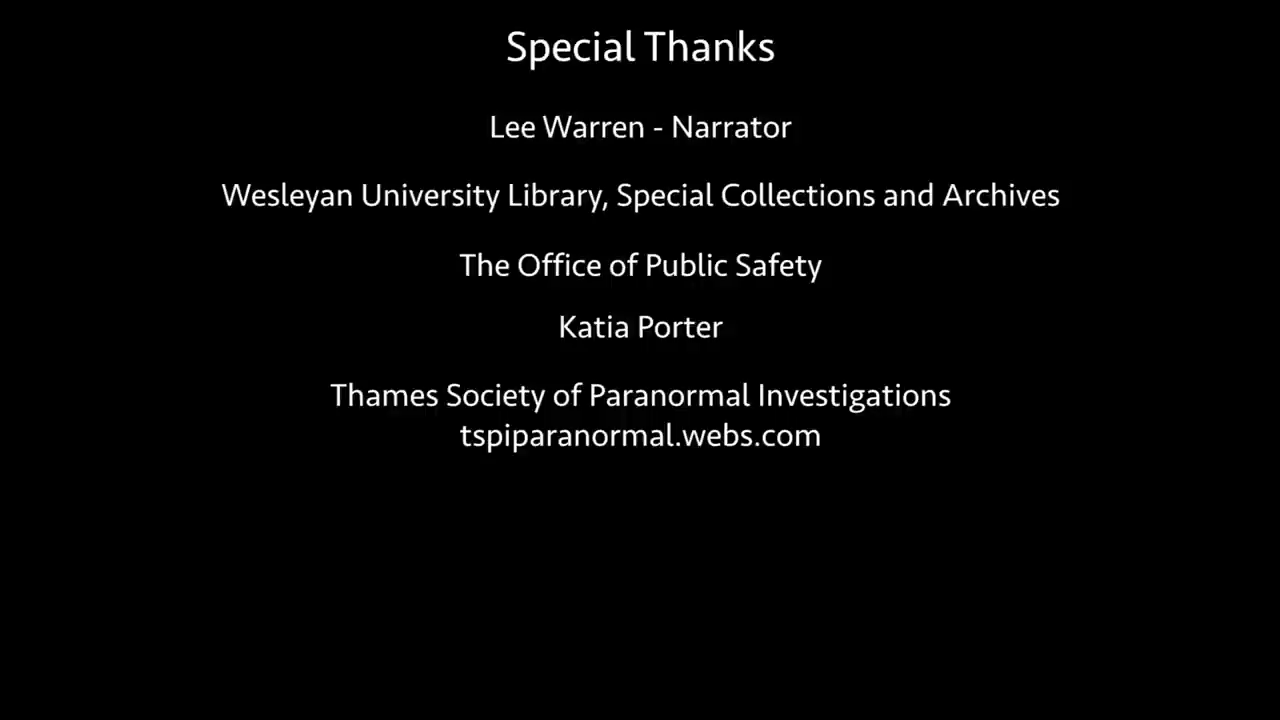 Special Thanks
Lee Warren - Narrator
Wesleyan University Library, Special Collections and Archives
The Office of Public Safety
Katia Porter
Thames Society of Paranormal Investigations
tspiparanormal.webs.com